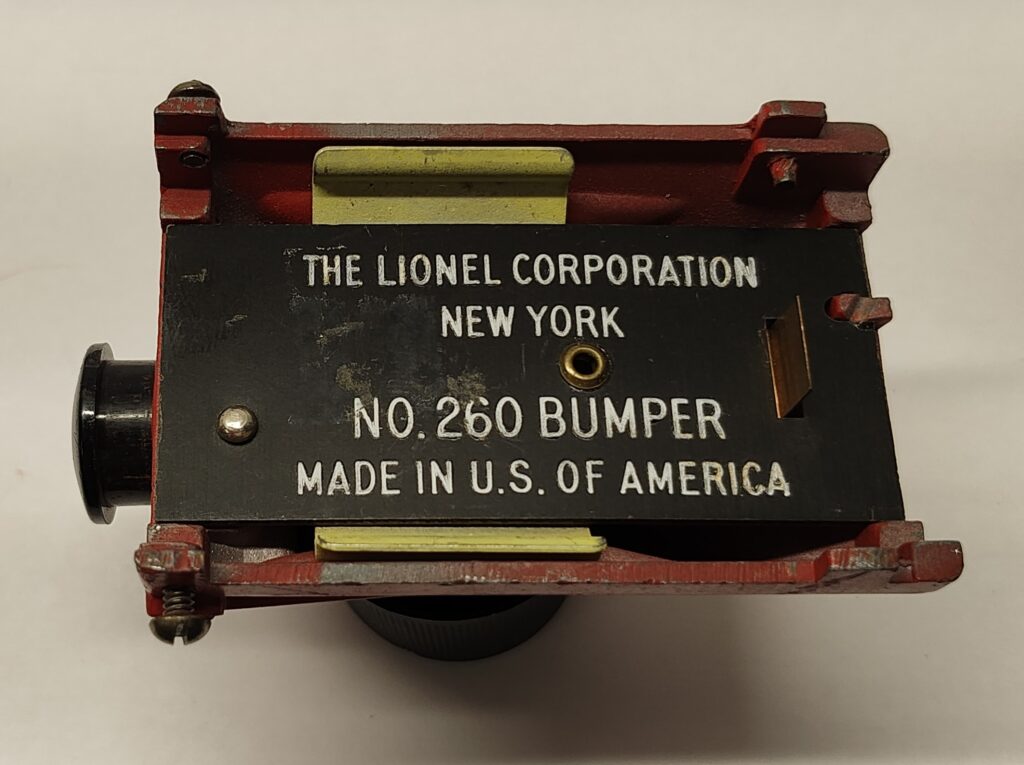 THE LIONEL CORPORATION
NEW YORK
NO. 260 BUMPER
MADE IN U.S. OF AMERICA